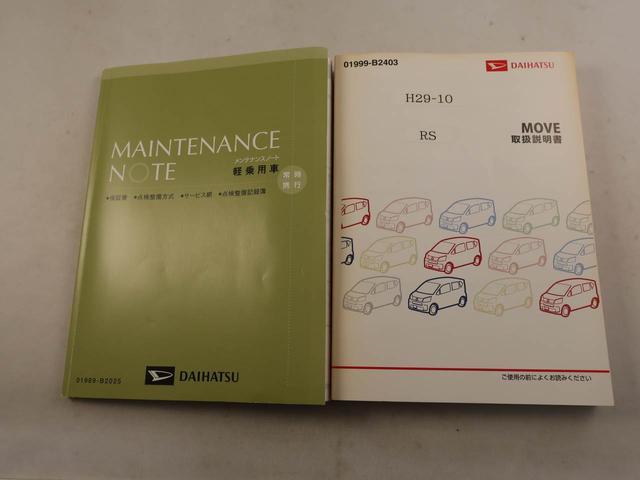 MAINTENANCE
NOTE
メンテナンスノート
軽乗用車
常時
携行
●保証書 ●点検整備方式 ●サービス網 ●点検整備記録簿
01989-B2025
DAIHATSU
01999-B2403
DAIHATSU
H29-10
RS
MOVE
取扱説明書
ご使用の前によくお読みください